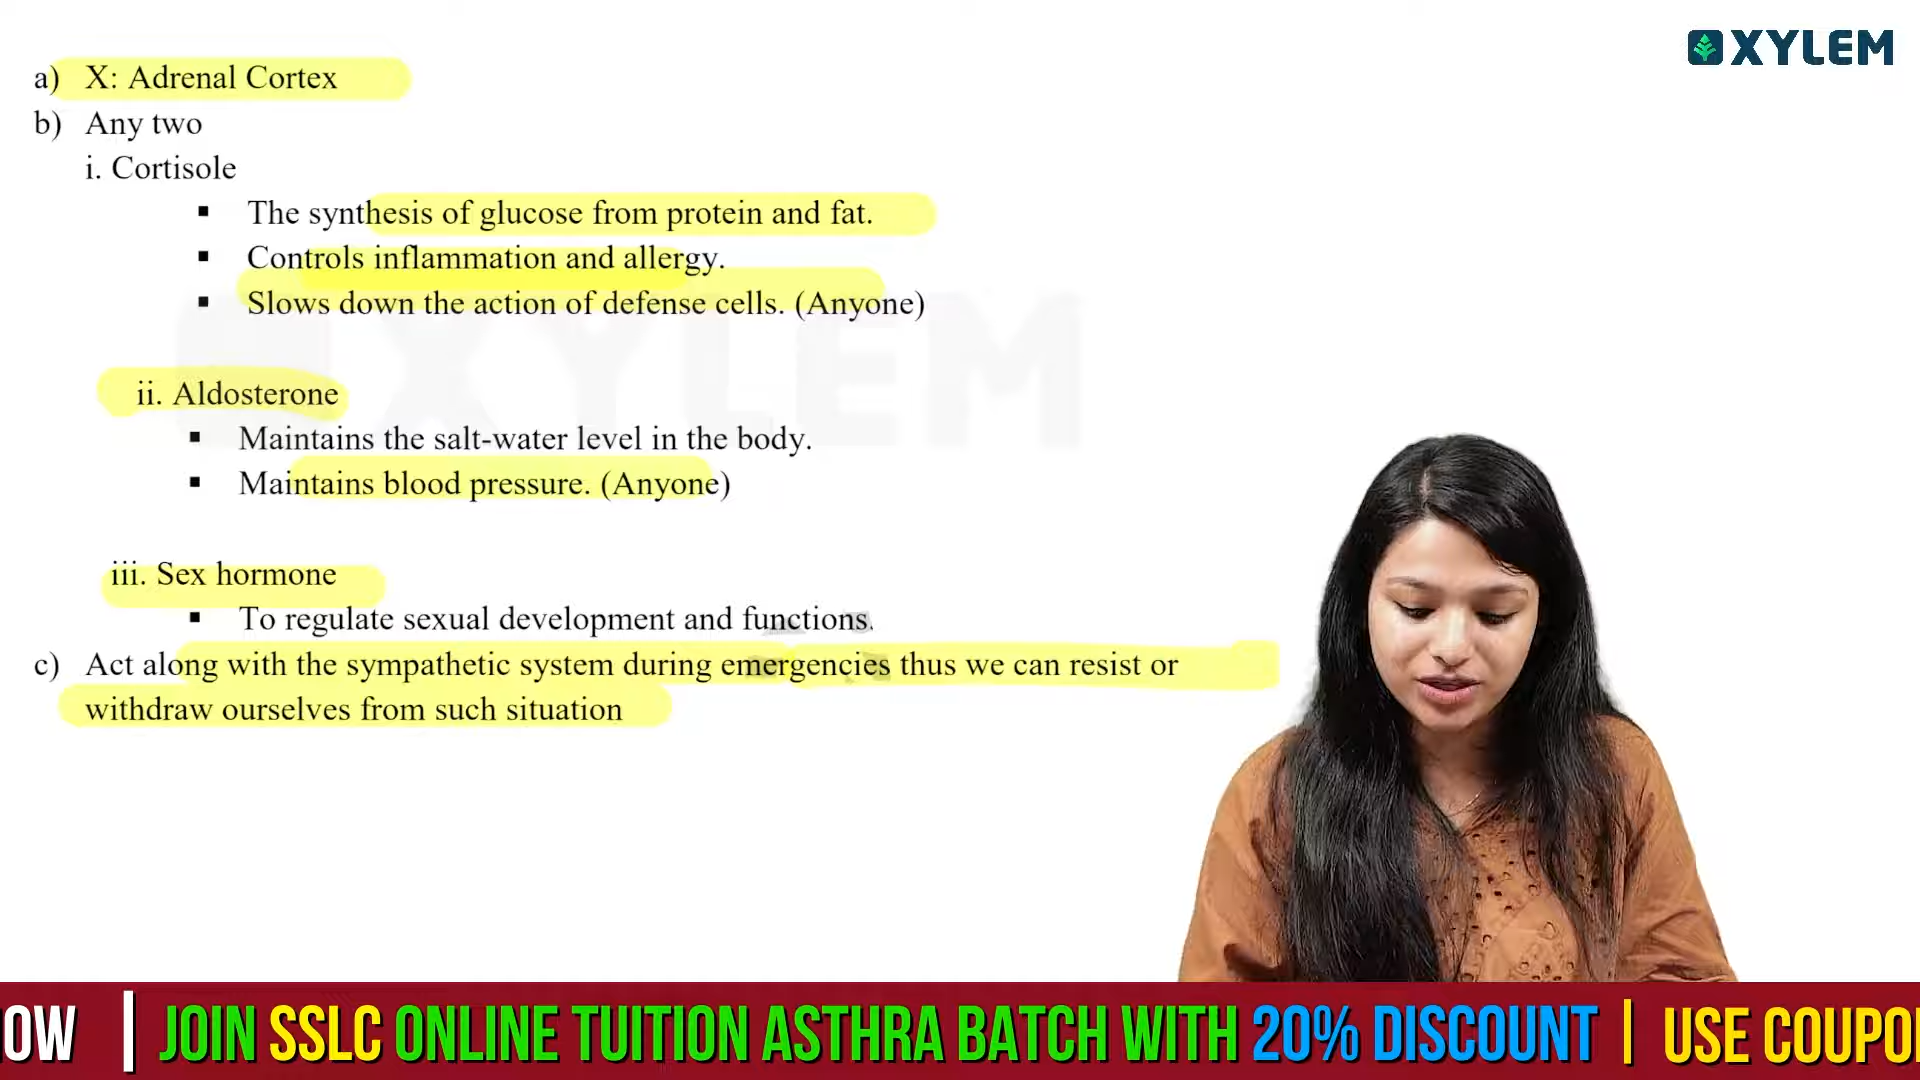 XYLEM
a) X: Adrenal Cortex
b) Any two
i. Cortisole
▪ The synthesis of glucose from protein and fat.
▪ Controls inflammation and allergy.
▪ Slows down the action of defense cells. (Anyone)
XYLEM
ii. Aldosterone
▪ Maintains the salt-water level in the body.
▪ Maintains blood pressure. (Anyone)
iii. Sex hormone
▪ To regulate sexual development and functions.
c) Act along with the sympathetic system during emergencies thus we can resist or
withdraw ourselves from such situation
OW | JOIN SSLC ONLINE TUITION ASTHRA BATCH WITH 20% DISCOUNT | USE COUPO